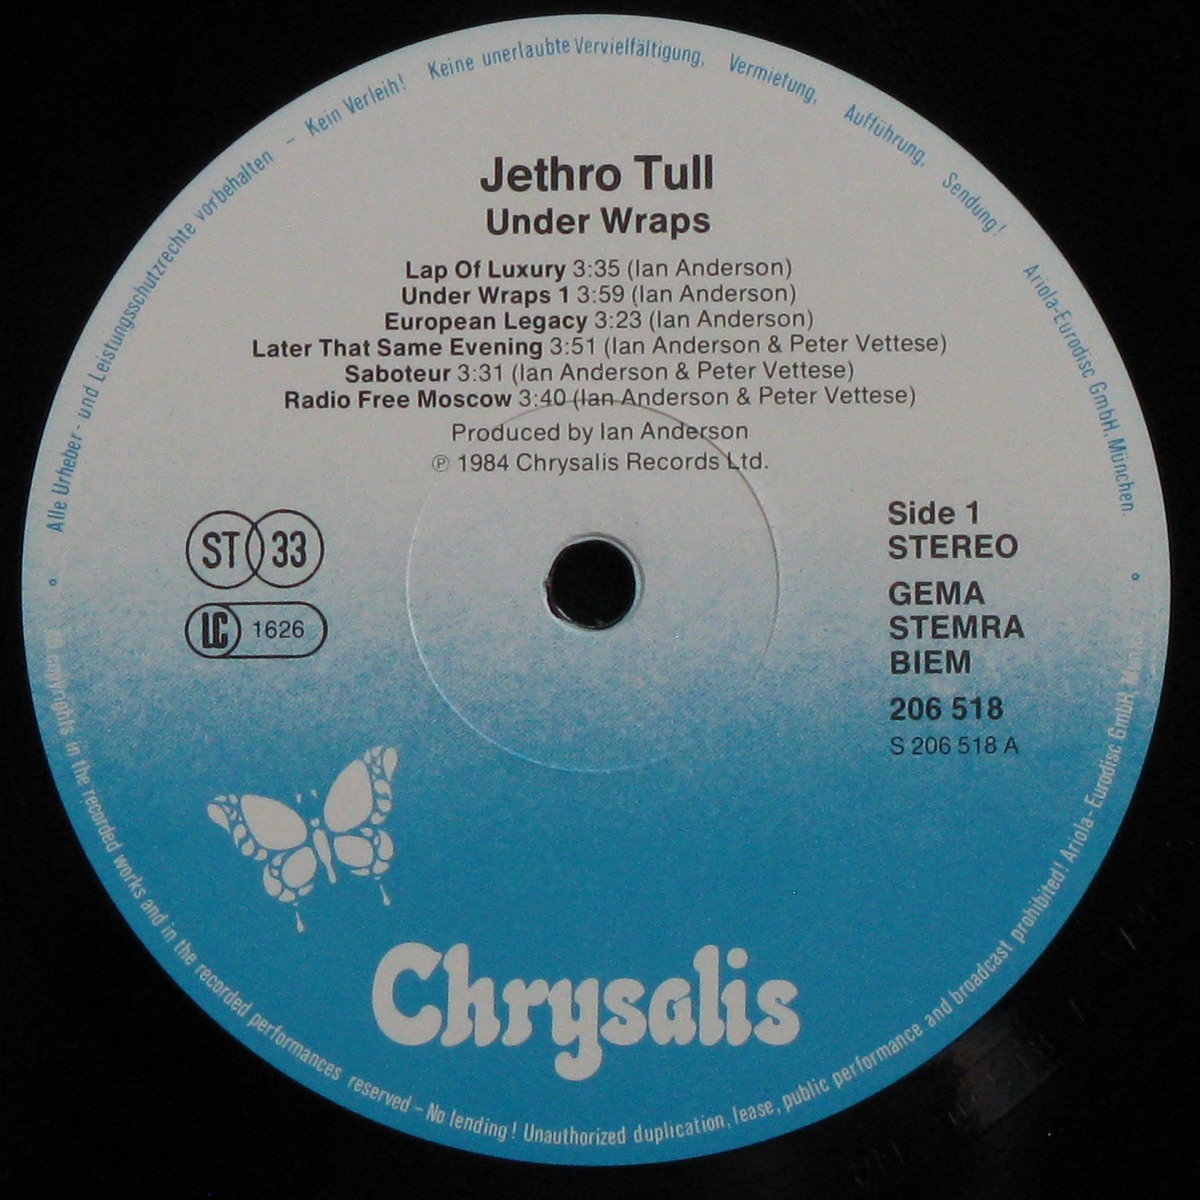 Alle Urheber- und Leistungsschutzrechte vorbehalten – Kein Verleih! Keine unerlaubte Vervielfältigung, Vermietung, Aufführung, Sendung! Ariola-Eurodisc GmbH, München.
Jethro Tull
Under Wraps
Lap Of Luxury 3:35 (Ian Anderson)
Under Wraps 1 3:59 (Ian Anderson)
European Legacy 3:23 (Ian Anderson)
Later That Same Evening 3:51 (Ian Anderson & Peter Vettese)
Saboteur 3:31 (Ian Anderson & Peter Vettese)
Radio Free Moscow 3:40 (Ian Anderson & Peter Vettese)
Produced by Ian Anderson
℗ 1984 Chrysalis Records Ltd.
ST 33
LC 1626
Side 1
STEREO
GEMA
STEMRA
BIEM
206 518
S 206 518 A
Chrysalis
All copyrights in the recorded works and in the recorded performances reserved – No lending! Unauthorized duplication, lease, public performance and broadcast prohibited! Ariola-Eurodisc GmbH,